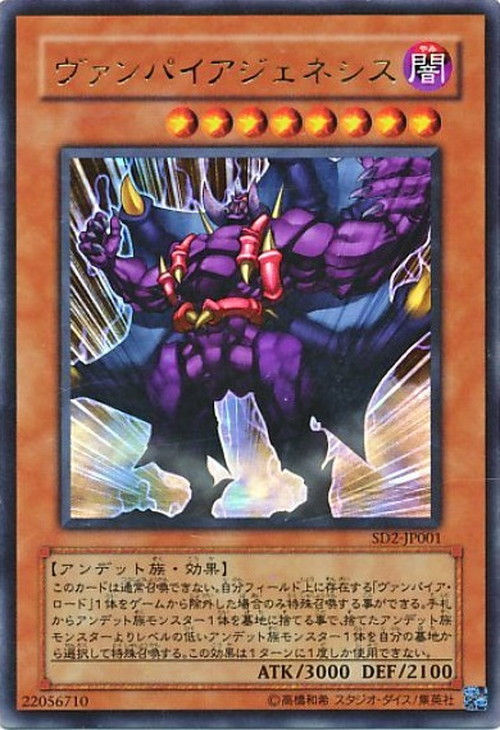 ヴァンパイアジェネシス
闇
SD2-JP001
【アンデット族・効果】
このカードは通常召喚できない。自分フィールド上に存在する「ヴァンパイア・
ロード」1体をゲームから除外した場合のみ特殊召喚する事ができる。手札
からアンデット族モンスター1体を墓地に捨てる事で、捨てたアンデット族
モンスターよりレベルの低いアンデット族モンスター1体を自分の墓地か
ら選択して特殊召喚する。この効果は1ターンに1度しか使用できない。
ATK/3000 DEF/2100
22056710
©高橋和希 スタジオ・ダイス/集英社